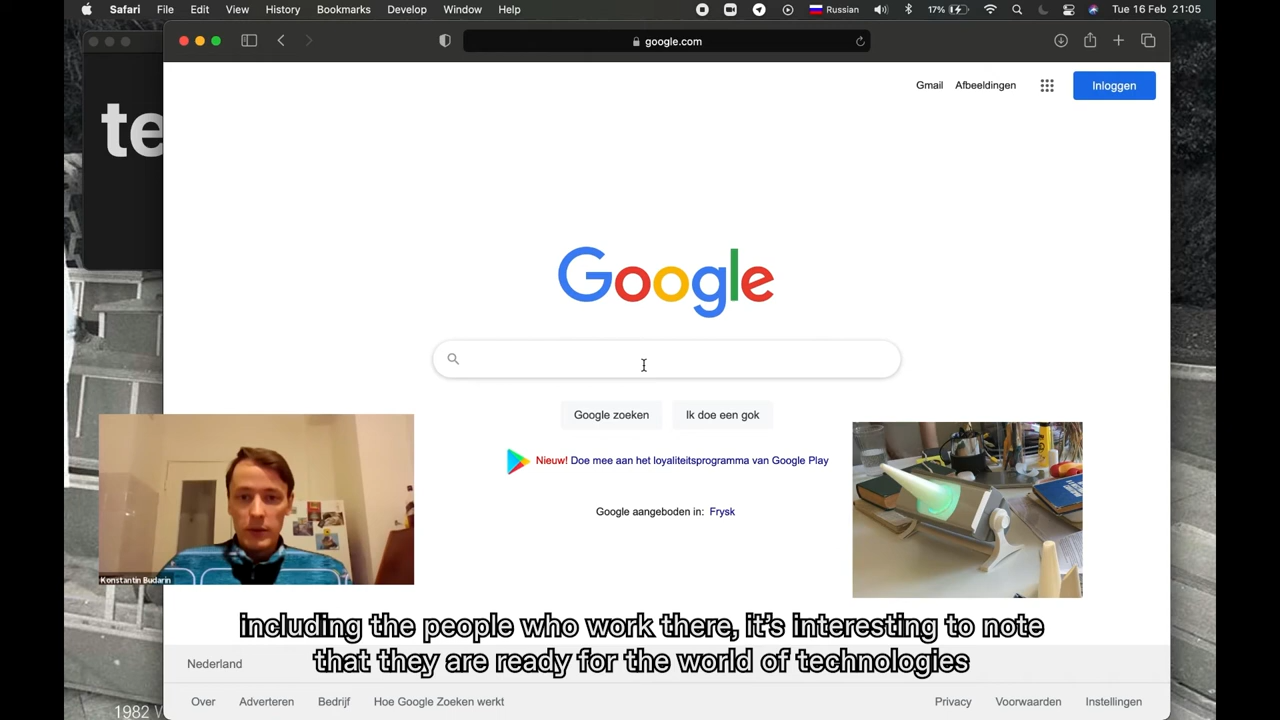 Safari File Edit View History Bookmarks Develop Window Help Russian 17% Tue 16 Feb 21:05
google.com
Gmail Afbeeldingen Inloggen
te
Google
Google zoeken Ik doe een gok
Nieuw! Doe mee aan het loyaliteitsprogramma van Google Play
Google aangeboden in: Frysk
Konstantin Budarin
including the people who work there, it's interesting to note
that they are ready for the world of technologies
Nederland
Over Adverteren Bedrijf Hoe Google Zoeken werkt Privacy Voorwaarden Instellingen
1982